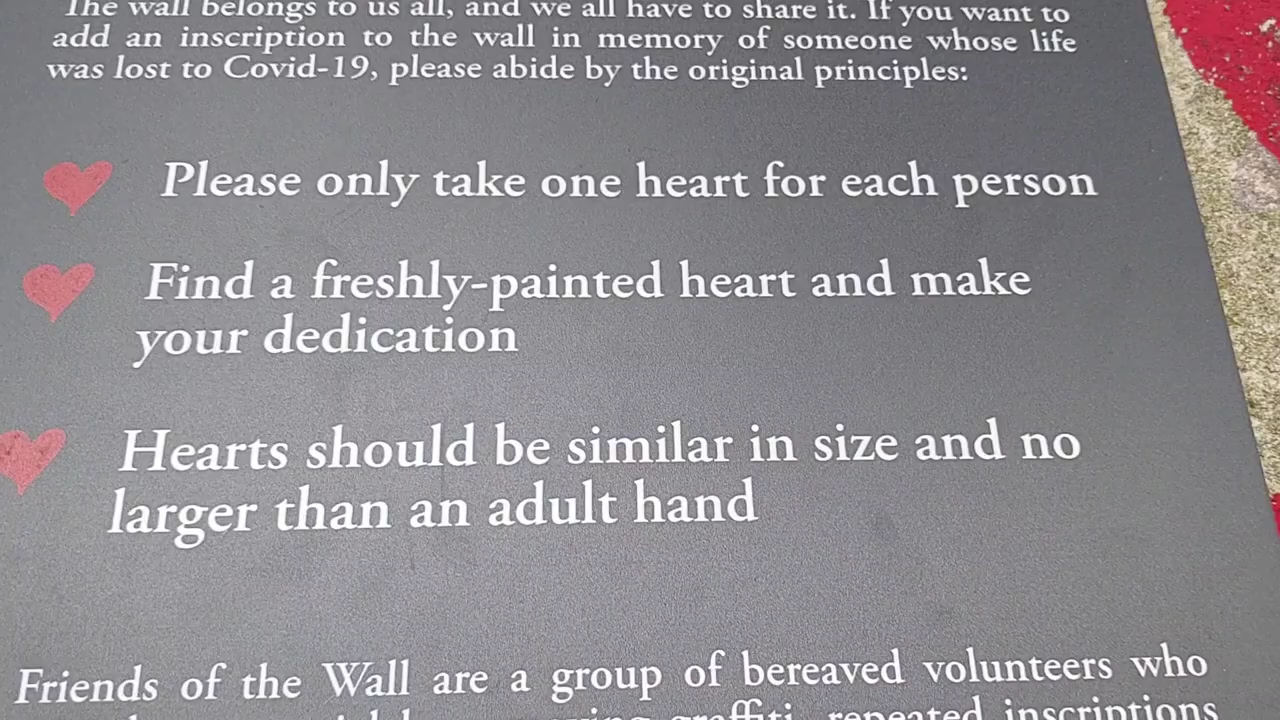 The wall belongs to us all, and we all have to share it. If you want to
add an inscription to the wall in memory of someone whose life
was lost to Covid-19, please abide by the original principles:
Please only take one heart for each person
Find a freshly-painted heart and make
your dedication
Hearts should be similar in size and no
larger than an adult hand
Friends of the Wall are a group of bereaved volunteers who
graffiti, repeated inscriptions